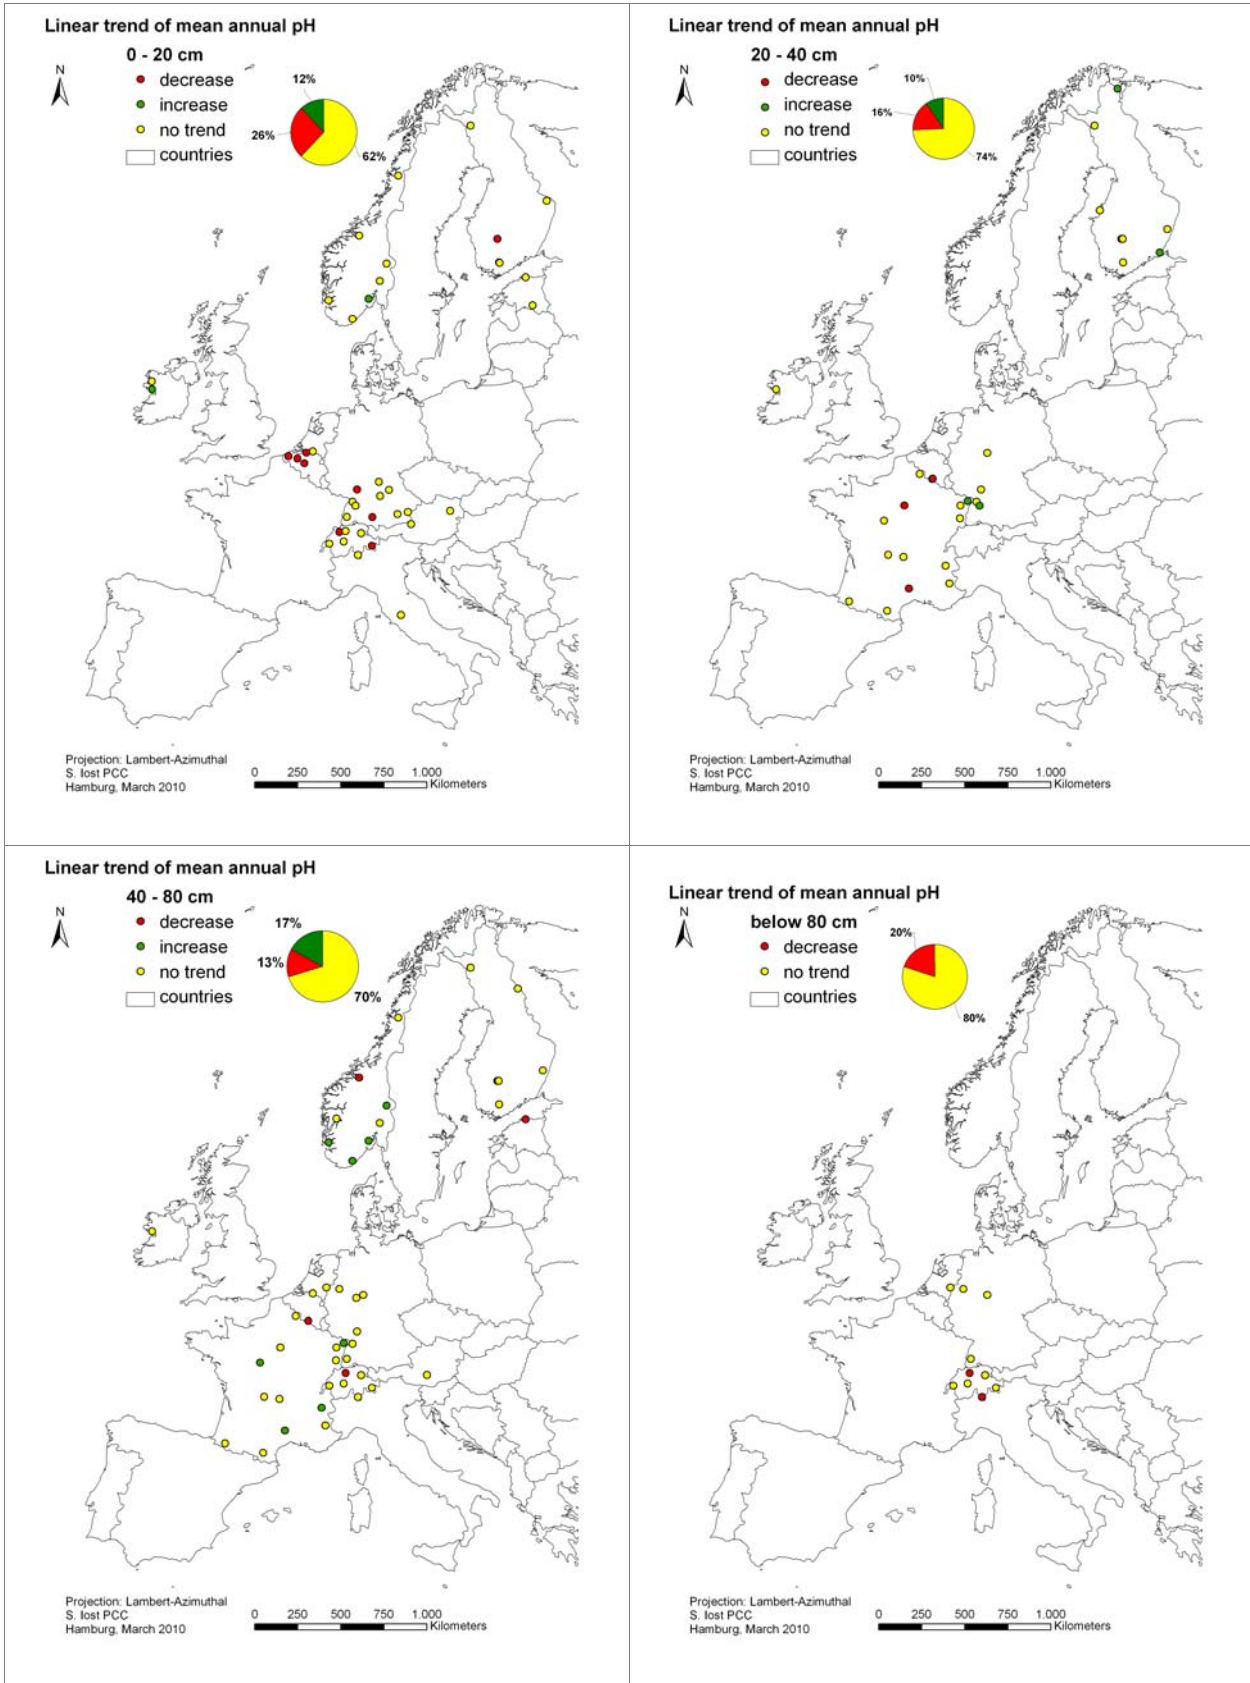 Linear trend of mean annual pH
0 - 20 cm
N
decrease
increase
no trend
countries
12%
26%
62%
Projection: Lambert-Azimuthal
S. Iost PCC
Hamburg, March 2010
0 250 500 750 1.000
Kilometers
Linear trend of mean annual pH
20 - 40 cm
N
decrease
increase
no trend
countries
10%
16%
74%
Projection: Lambert-Azimuthal
S. Iost PCC
Hamburg, March 2010
0 250 500 750 1.000
Kilometers
Linear trend of mean annual pH
40 - 80 cm
N
decrease
increase
no trend
countries
17%
13%
70%
Projection: Lambert-Azimuthal
S. Iost PCC
Hamburg, March 2010
0 250 500 750 1.000
Kilometers
Linear trend of mean annual pH
below 80 cm
N
decrease
no trend
countries
20%
80%
Projection: Lambert-Azimuthal
S. Iost PCC
Hamburg, March 2010
0 250 500 750 1.000
Kilometers